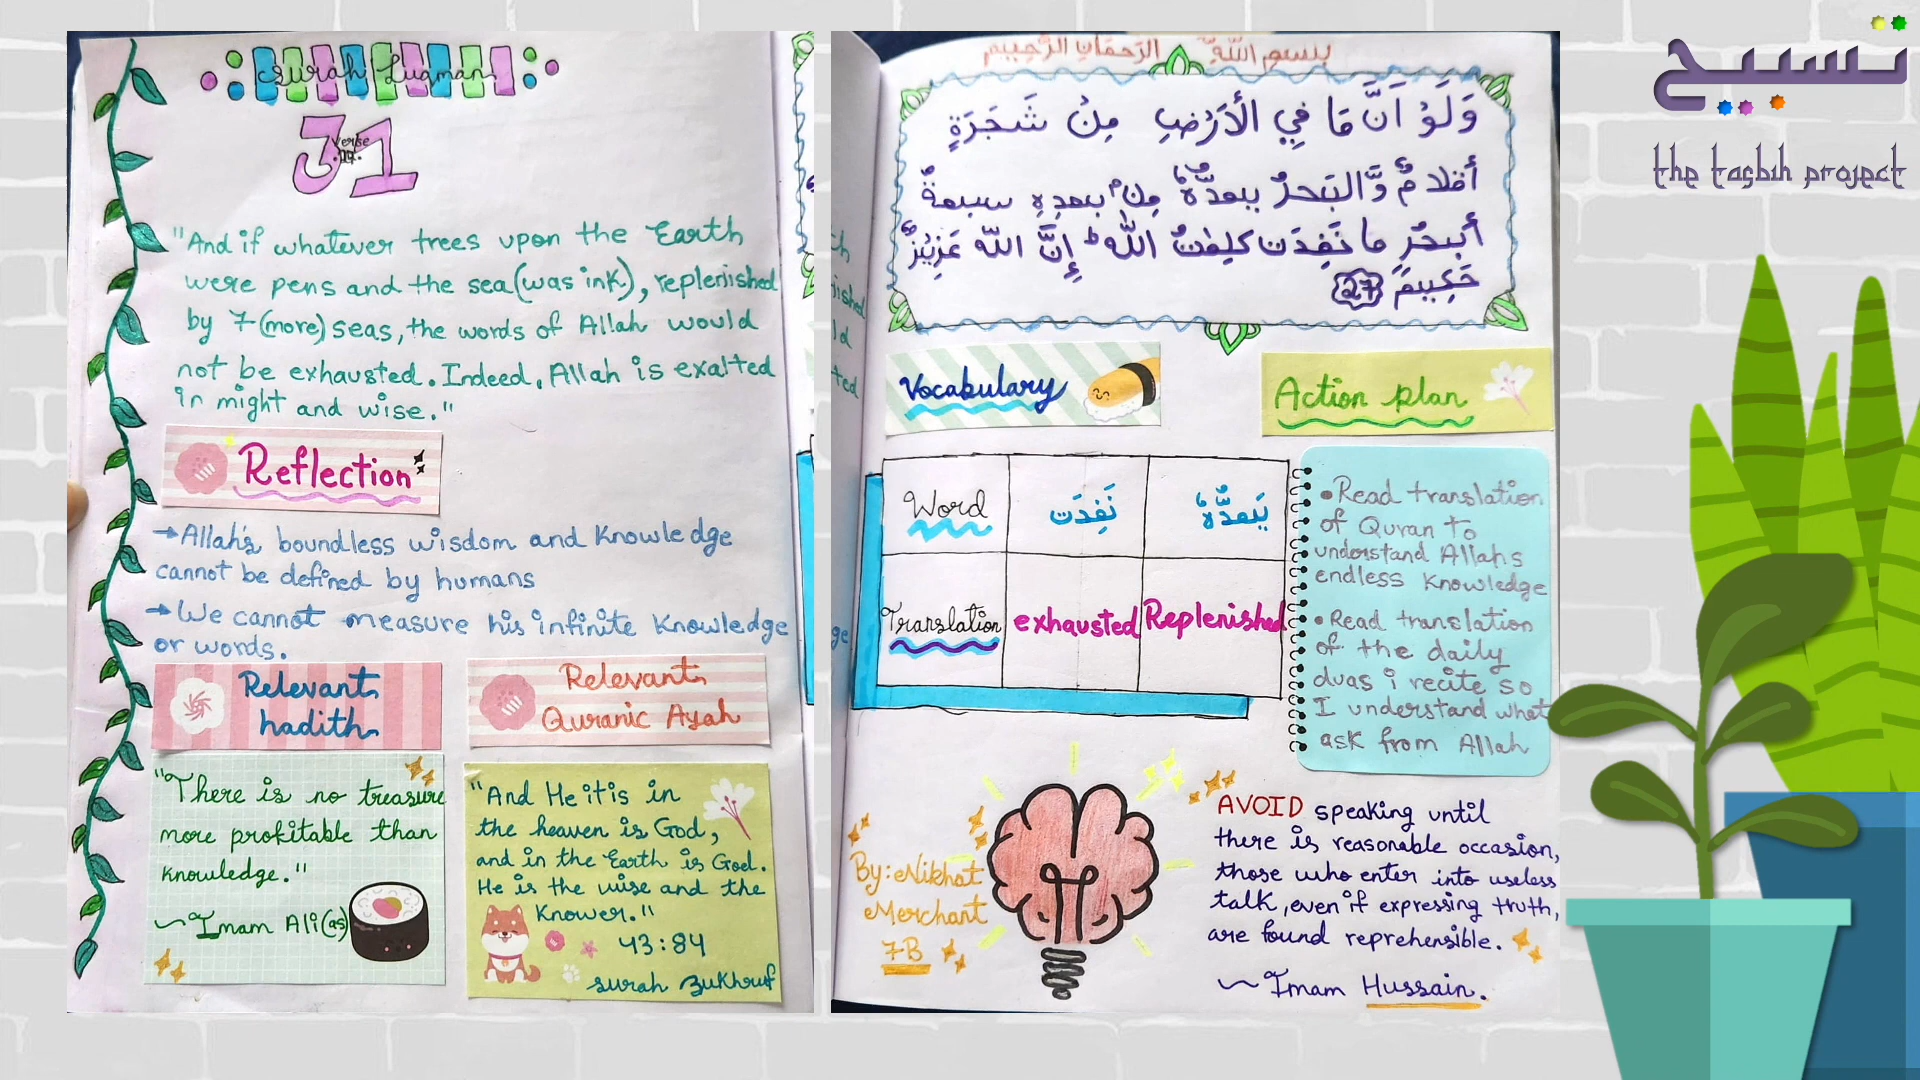 Surah Luqman
31
Verse 27
"And if whatever trees upon the Earth
were pens and the sea (was ink), replenished
by 7 (more) seas, the words of Allah would
not be exhausted. Indeed, Allah is exalted
in might and wise."
Reflection
→Allah's boundless wisdom and Knowledge
cannot be defined by humans
→We cannot measure his infinite Knowledge
or words.
Relevant
hadith
"There is no treasure
more profitable than
knowledge."
~Imam Ali(as)
Relevant
Quranic Ayah
"And He it is in
the heaven is God,
and in the Earth is God.
He is the wise and the
Knower."
43:84
surah Zukhruf
بسم اللّٰه الرّحمٰن الرّحيم
وَلَوْ اَنَّ مَا فِي الْأَرْضِ مِنْ شَجَرَةٍ
أَقْلَامٌ وَّالْبَحْرُ يَمُدُّهٗ مِنْۢ بَعْدِهٖ سَبْعَةُ
أَبْحُرٍ مَا نَفِدَت كَلِمٰتُ اللّٰه ؕ إِنَّ اللّٰه عَزِيْزٌ
حَكِيمٌ 27
Vocabulary
Word نَفِدَت يَمُدُّهٗ
Translation exhausted Replenished
Action plan
•Read translation
of Quran to
understand Allahs
endless Knowledge
•Read translation
of the daily
duas i recite so
I understand what
ask from Allah
By: Nikhat
Merchant
7B
AVOID speaking until
there is reasonable occasion,
those who enter into useless
talk, even if expressing truth,
are found reprehensible.
~Imam Hussain.
تسبيح
the tasbih project